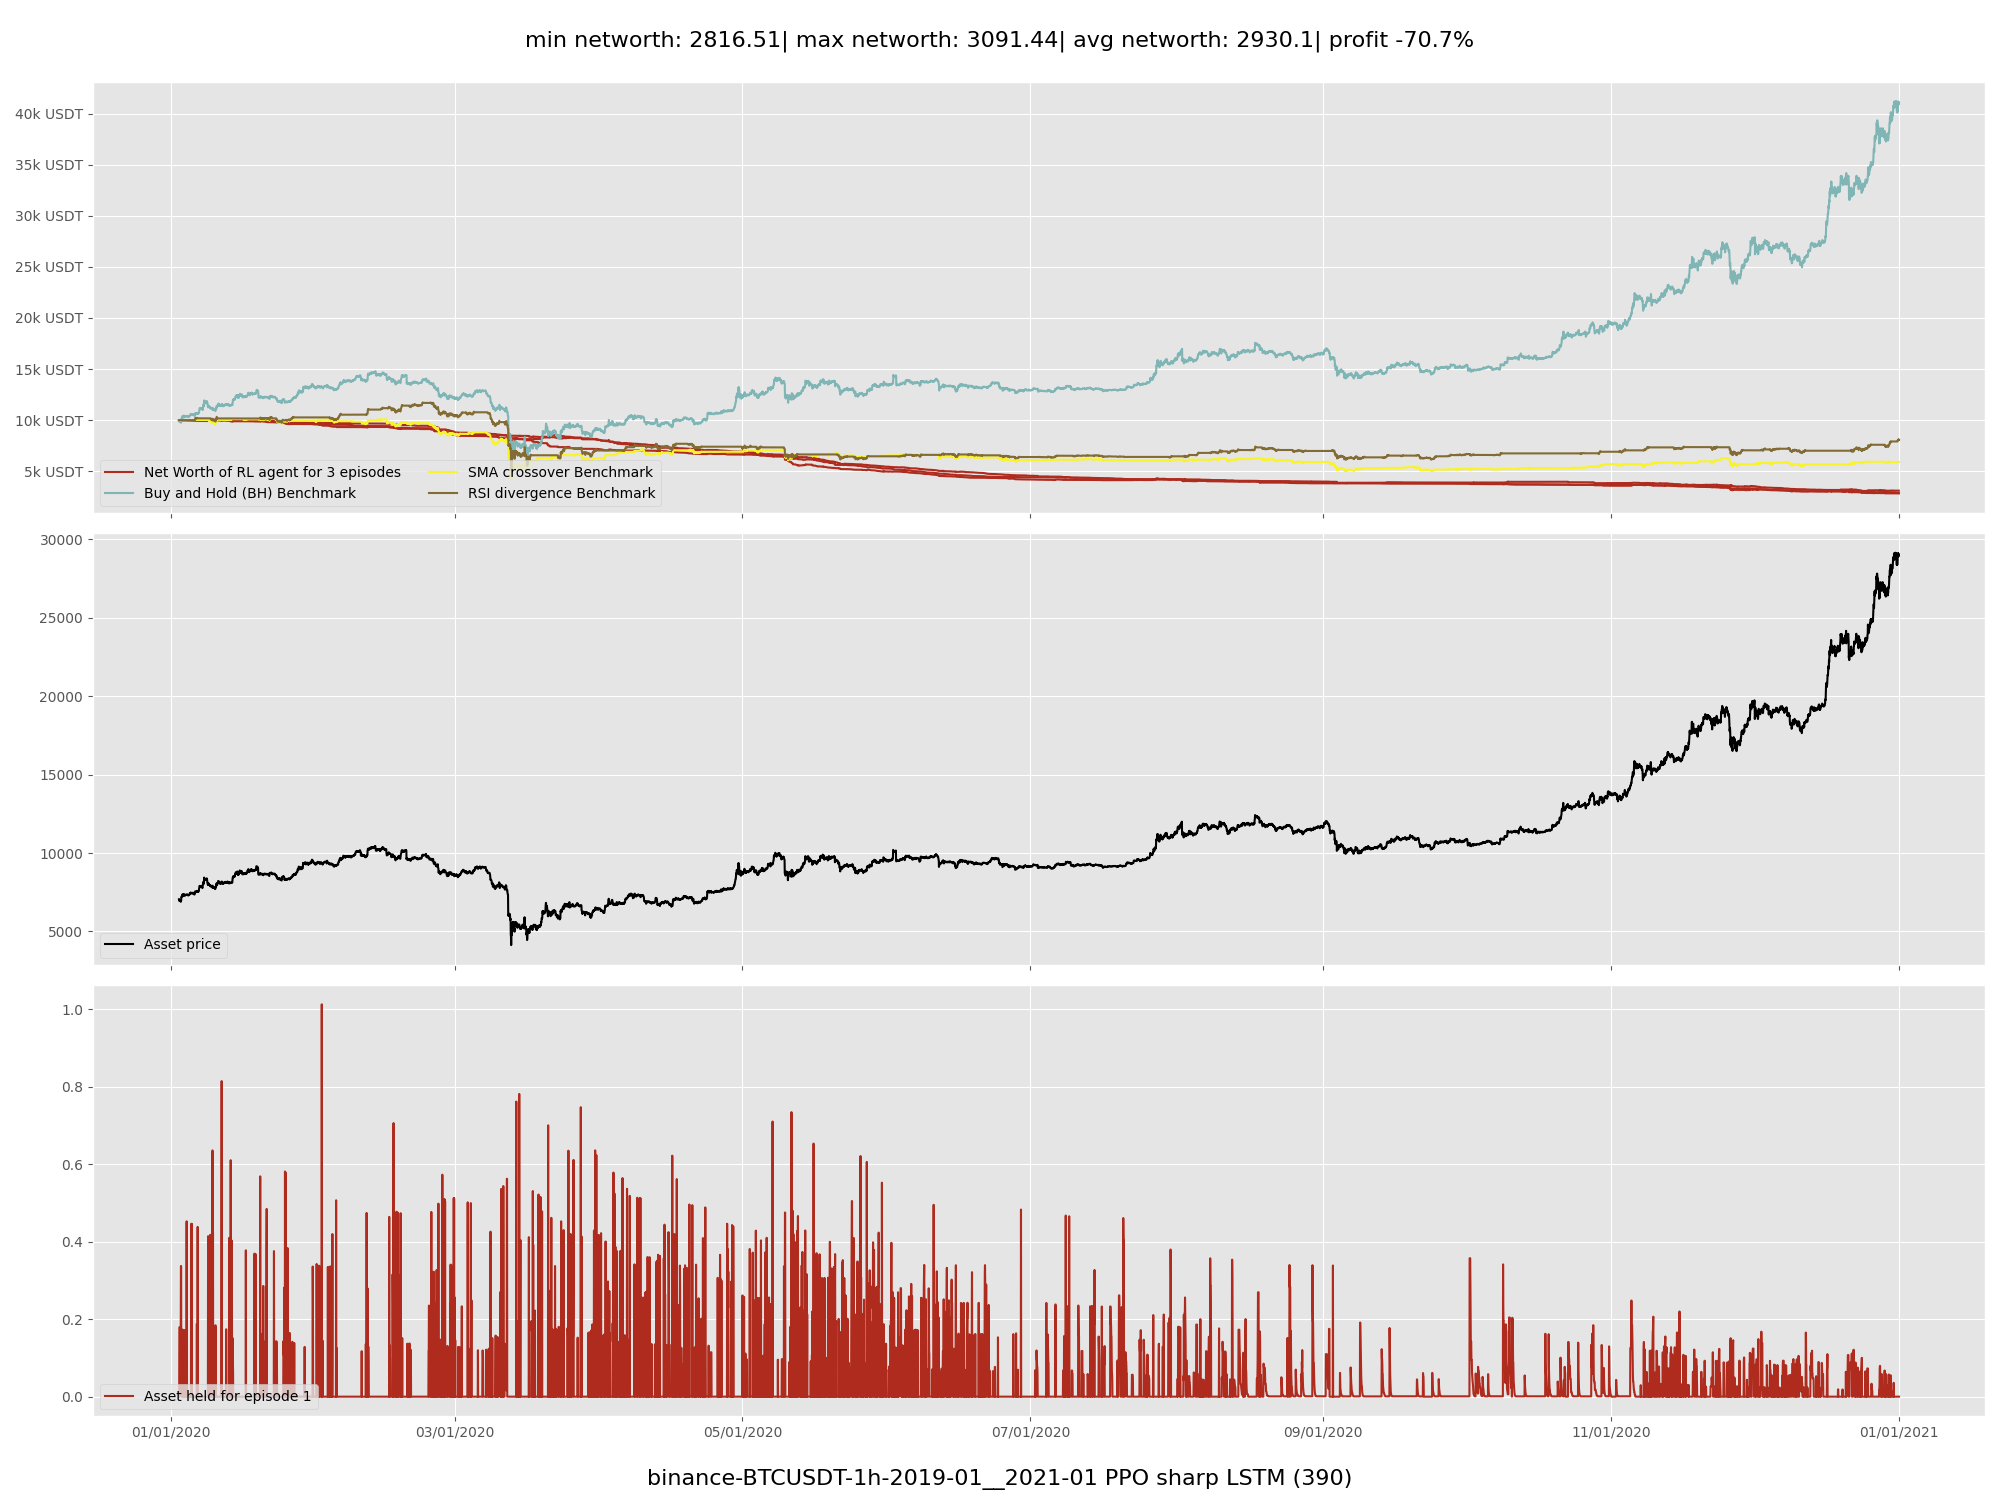 min networth: 2816.51| max networth: 3091.44| avg networth: 2930.1| profit -70.7%
40k USDT
35k USDT
30k USDT
25k USDT
20k USDT
15k USDT
10k USDT
5k USDT
Net Worth of RL agent for 3 episodes
Buy and Hold (BH) Benchmark
SMA crossover Benchmark
RSI divergence Benchmark
30000
25000
20000
15000
10000
5000
Asset price
1.0
0.8
0.6
0.4
0.2
0.0
Asset held for episode 1
01/01/2020 03/01/2020 05/01/2020 07/01/2020 09/01/2020 11/01/2020 01/01/2021
binance-BTCUSDT-1h-2019-01__2021-01 PPO sharp LSTM (390)